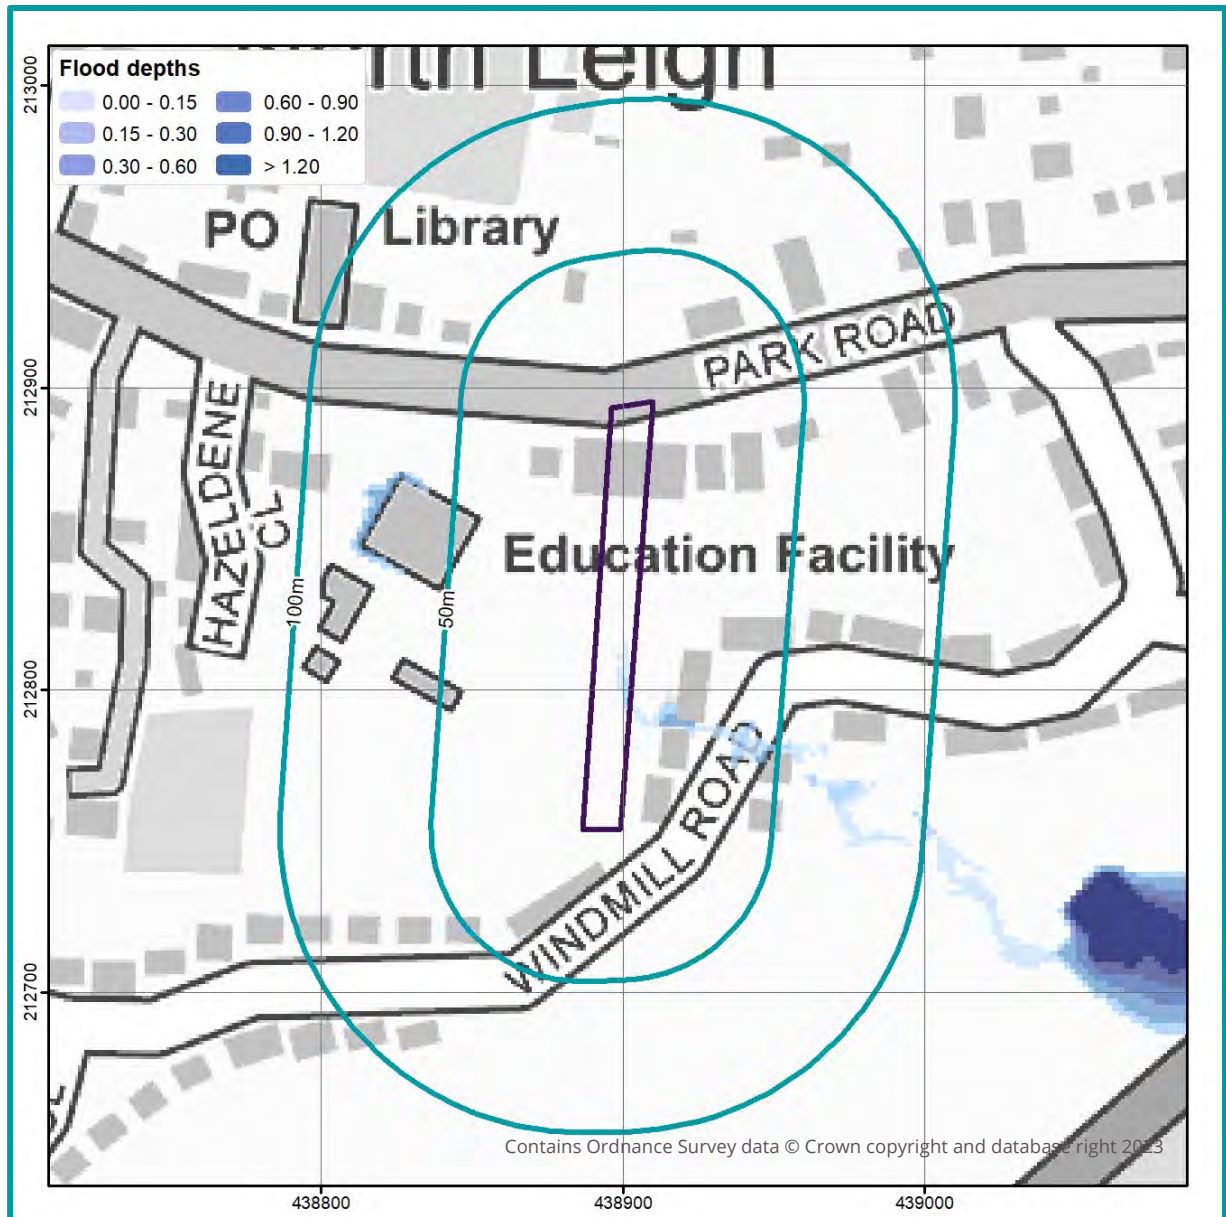 rth Leigh
Flood depths
0.00 - 0.15
0.60 - 0.90
0.15 - 0.30
0.90 - 1.20
0.30 - 0.60
> 1.20
213000
212900
212800
212700
PO
Library
PARK ROAD
HAZELDENE
CL
Education Facility
100m
50m
WINDMILL ROAD
Contains Ordnance Survey data © Crown copyright and database right 2023
438800
438900
439000